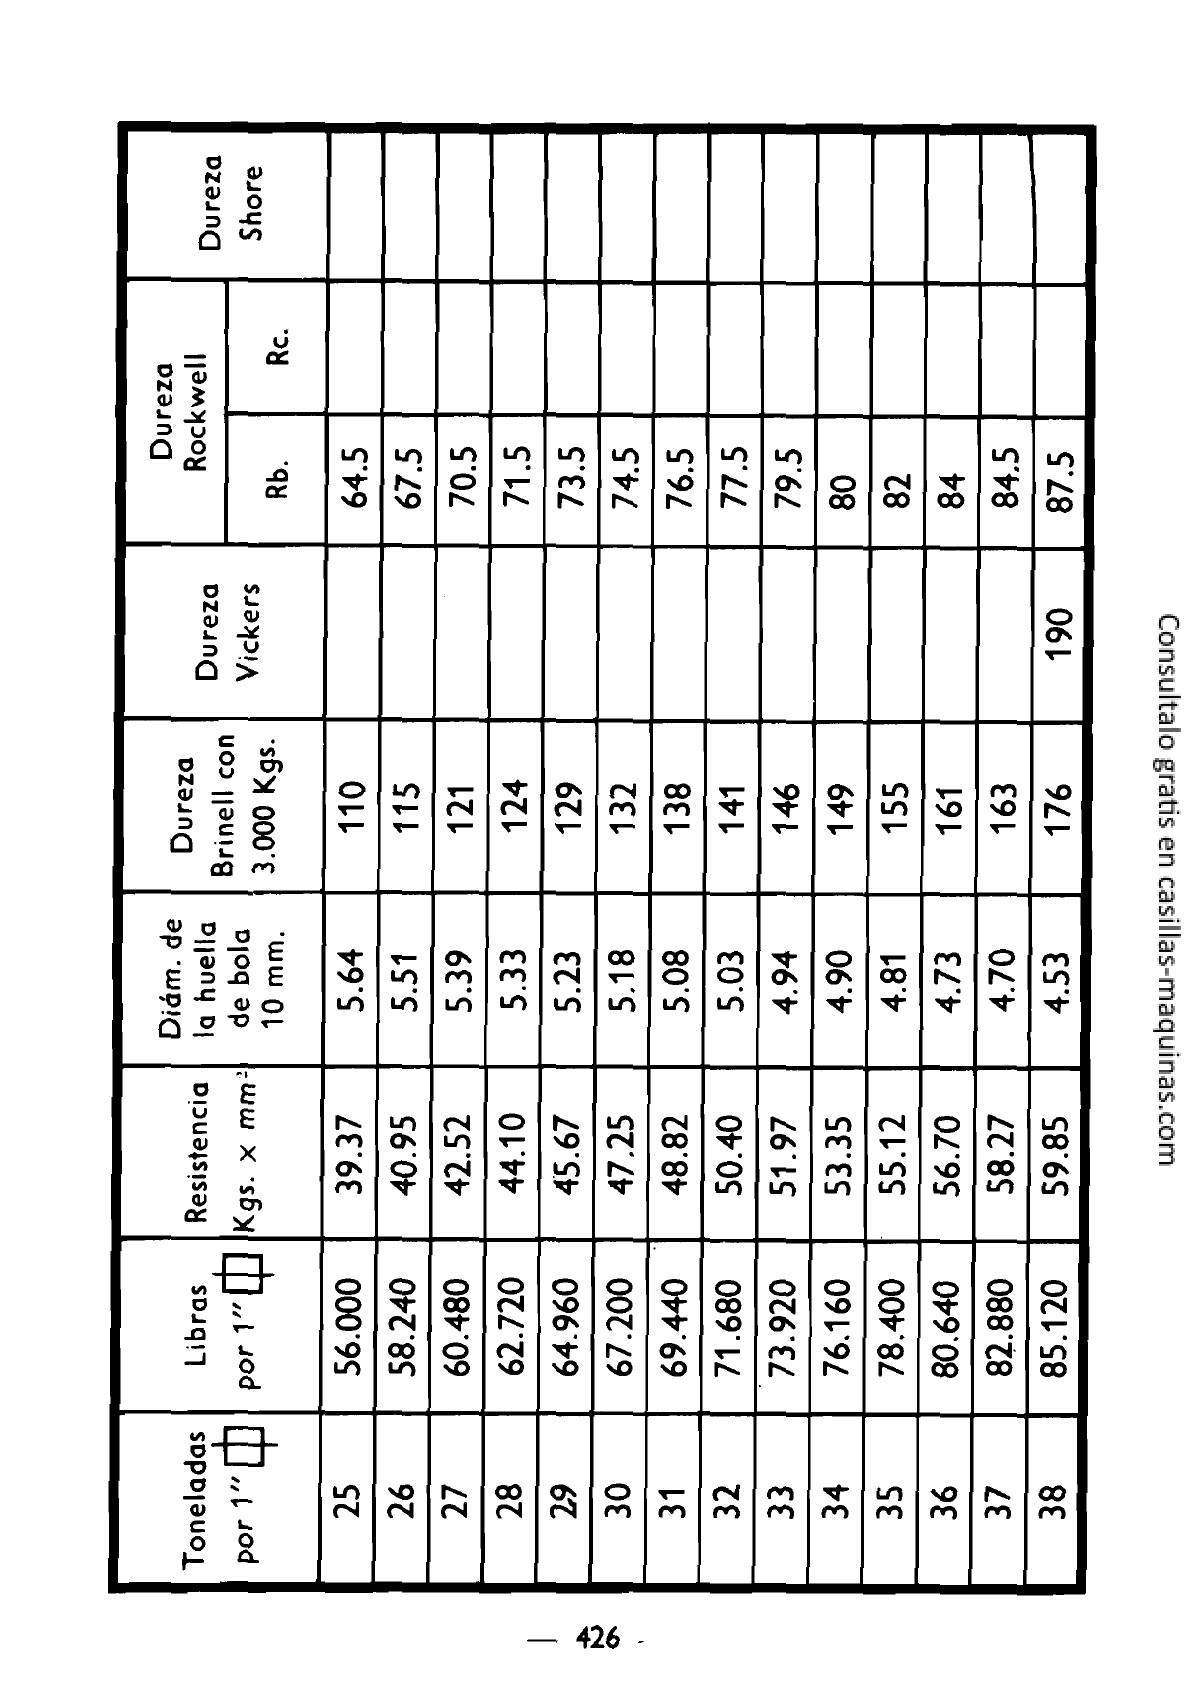 Toneladas por 1"
Libras por 1"
Resistencia Kgs. x mm²
Diám. de la huella de bola 10 mm.
Dureza Brinell con 3.000 Kgs.
Dureza Vickers
Dureza Rockwell
Rb.
Rc.
Dureza Shore
25 56.000 39.37 5.64 110 64.5
26 58.240 40.95 5.51 115 67.5
27 60.480 42.52 5.39 121 70.5
28 62.720 44.10 5.33 124 71.5
29 64.960 45.67 5.23 129 73.5
30 67.200 47.25 5.18 132 74.5
31 69.440 48.82 5.08 138 76.5
32 71.680 50.40 5.03 141 77.5
33 73.920 51.97 4.94 146 79.5
34 76.160 53.35 4.90 149 80
35 78.400 55.12 4.81 155 82
36 80.640 56.70 4.73 161 84
37 82.880 58.27 4.70 163 84.5
38 85.120 59.85 4.53 176 190 87.5
— 426 -
Consultalo gratis en casillas-maquinas.com